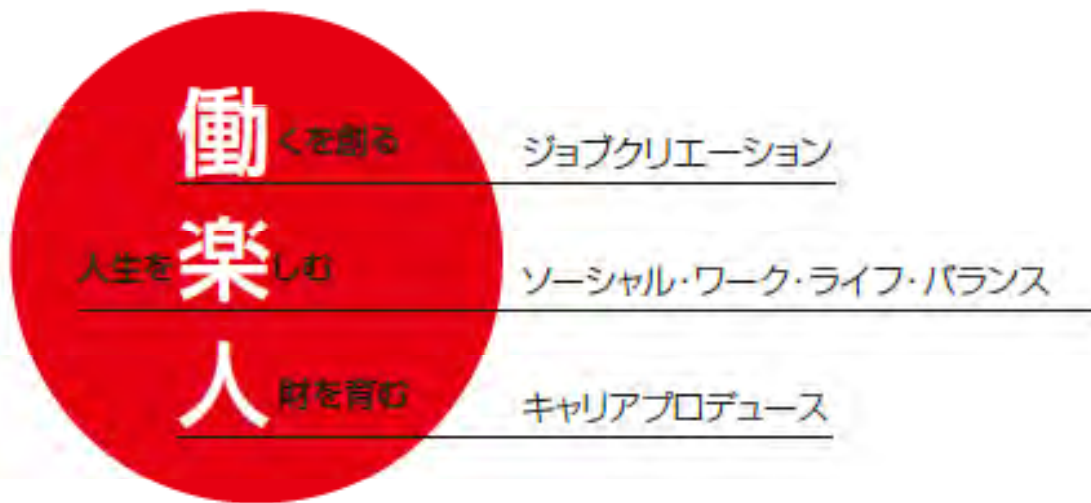 働くを創る ジョブクリエーション
人生を楽しむ ソーシャル・ワーク・ライフ・バランス
人財を育む キャリアプロデュース